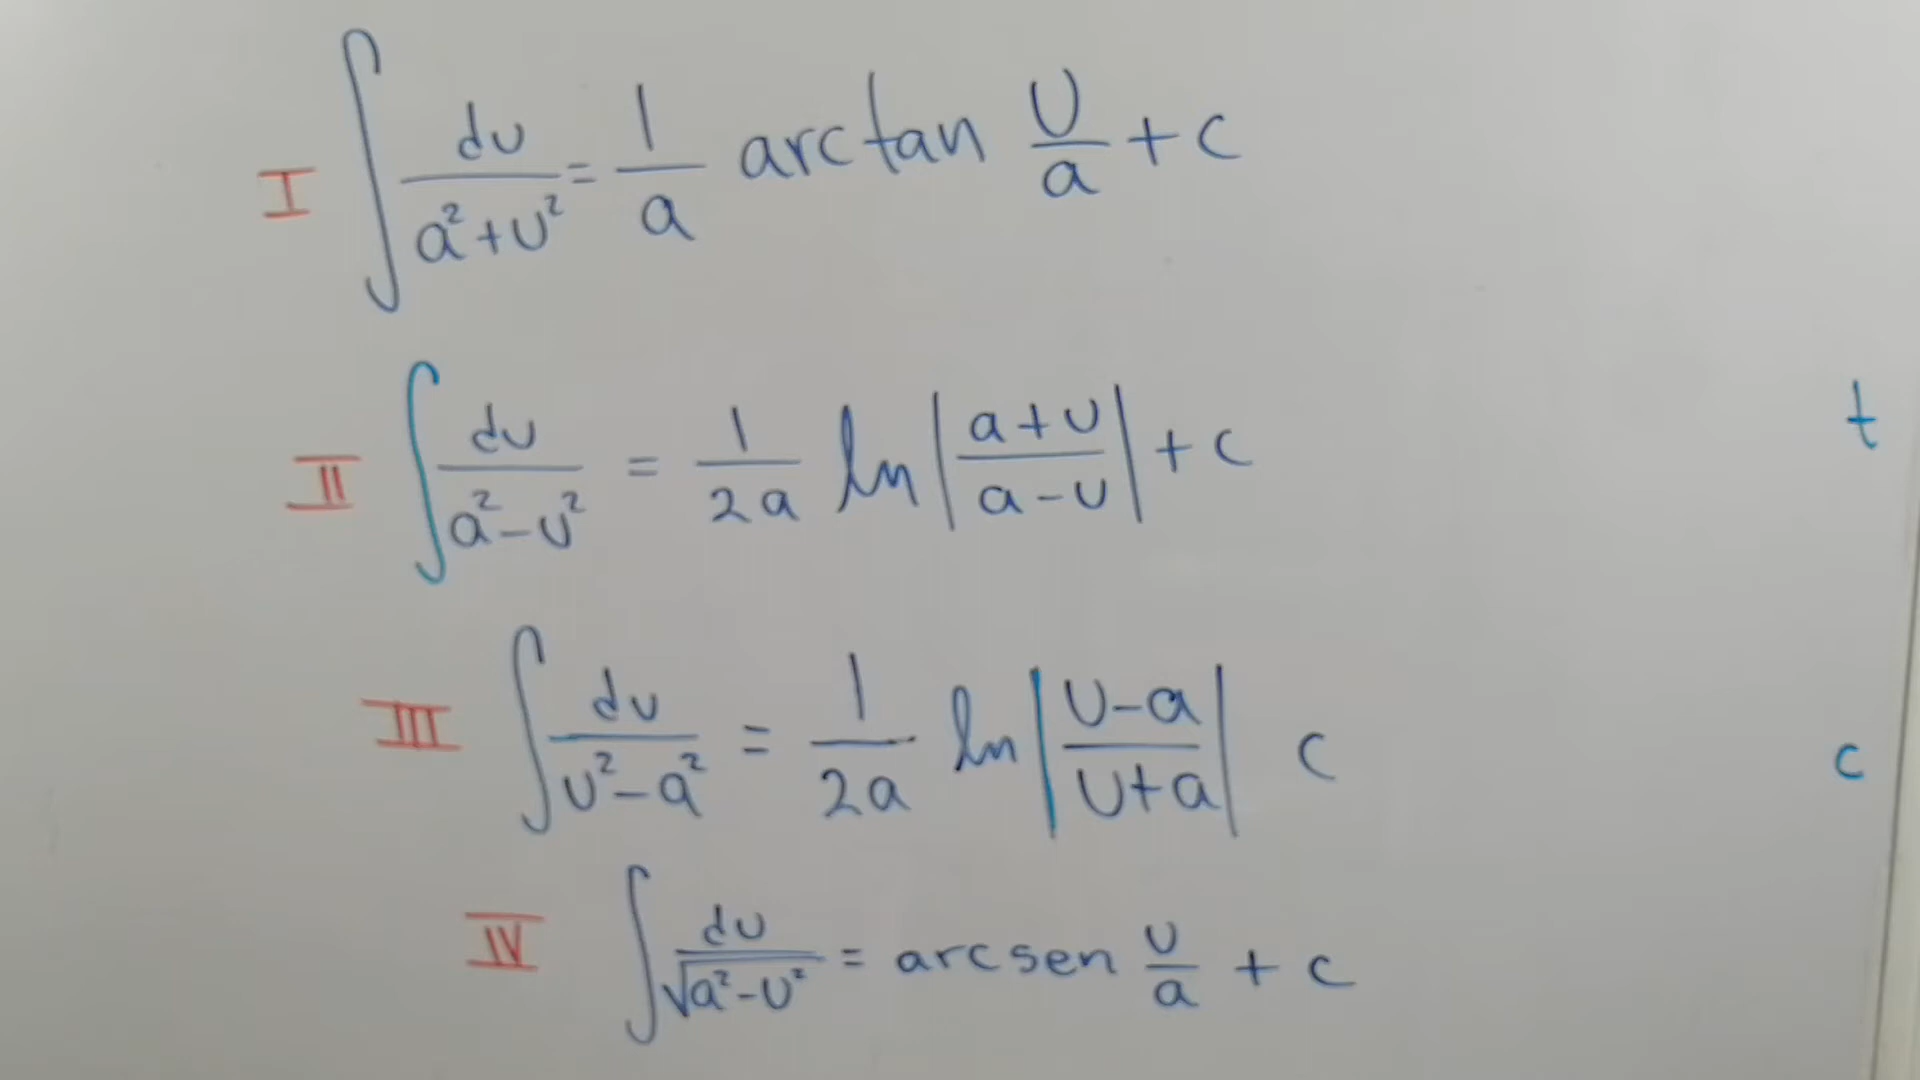 I ∫ du/(a²+u²) = 1/a arctan u/a + c
II ∫ du/(a²-u²) = 1/2a ln |(a+u)/(a-u)| + c
t
III ∫ du/(u²-a²) = 1/2a ln |(u-a)/(u+a)| c
c
IV ∫ du/√(a²-u²) = arcsen u/a + c